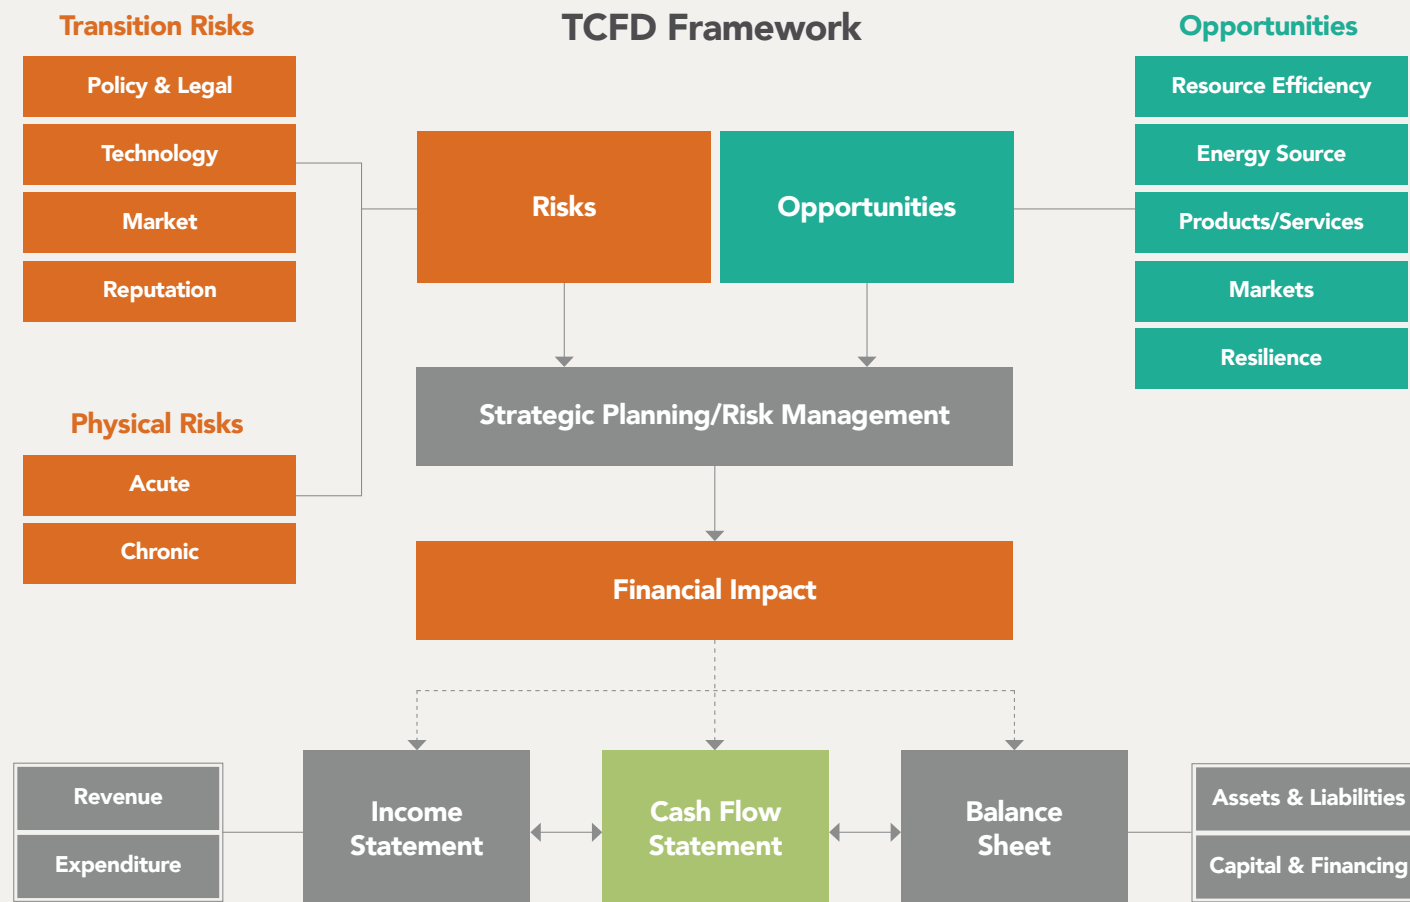 TCFD Framework
Transition Risks
Policy & Legal
Technology
Market
Reputation
Physical Risks
Acute
Chronic
Risks
Opportunities
Opportunities
Resource Efficiency
Energy Source
Products/Services
Markets
Resilience
Strategic Planning/Risk Management
Financial Impact
Revenue
Expenditure
Income
Statement
Cash Flow
Statement
Balance
Sheet
Assets & Liabilities
Capital & Financing